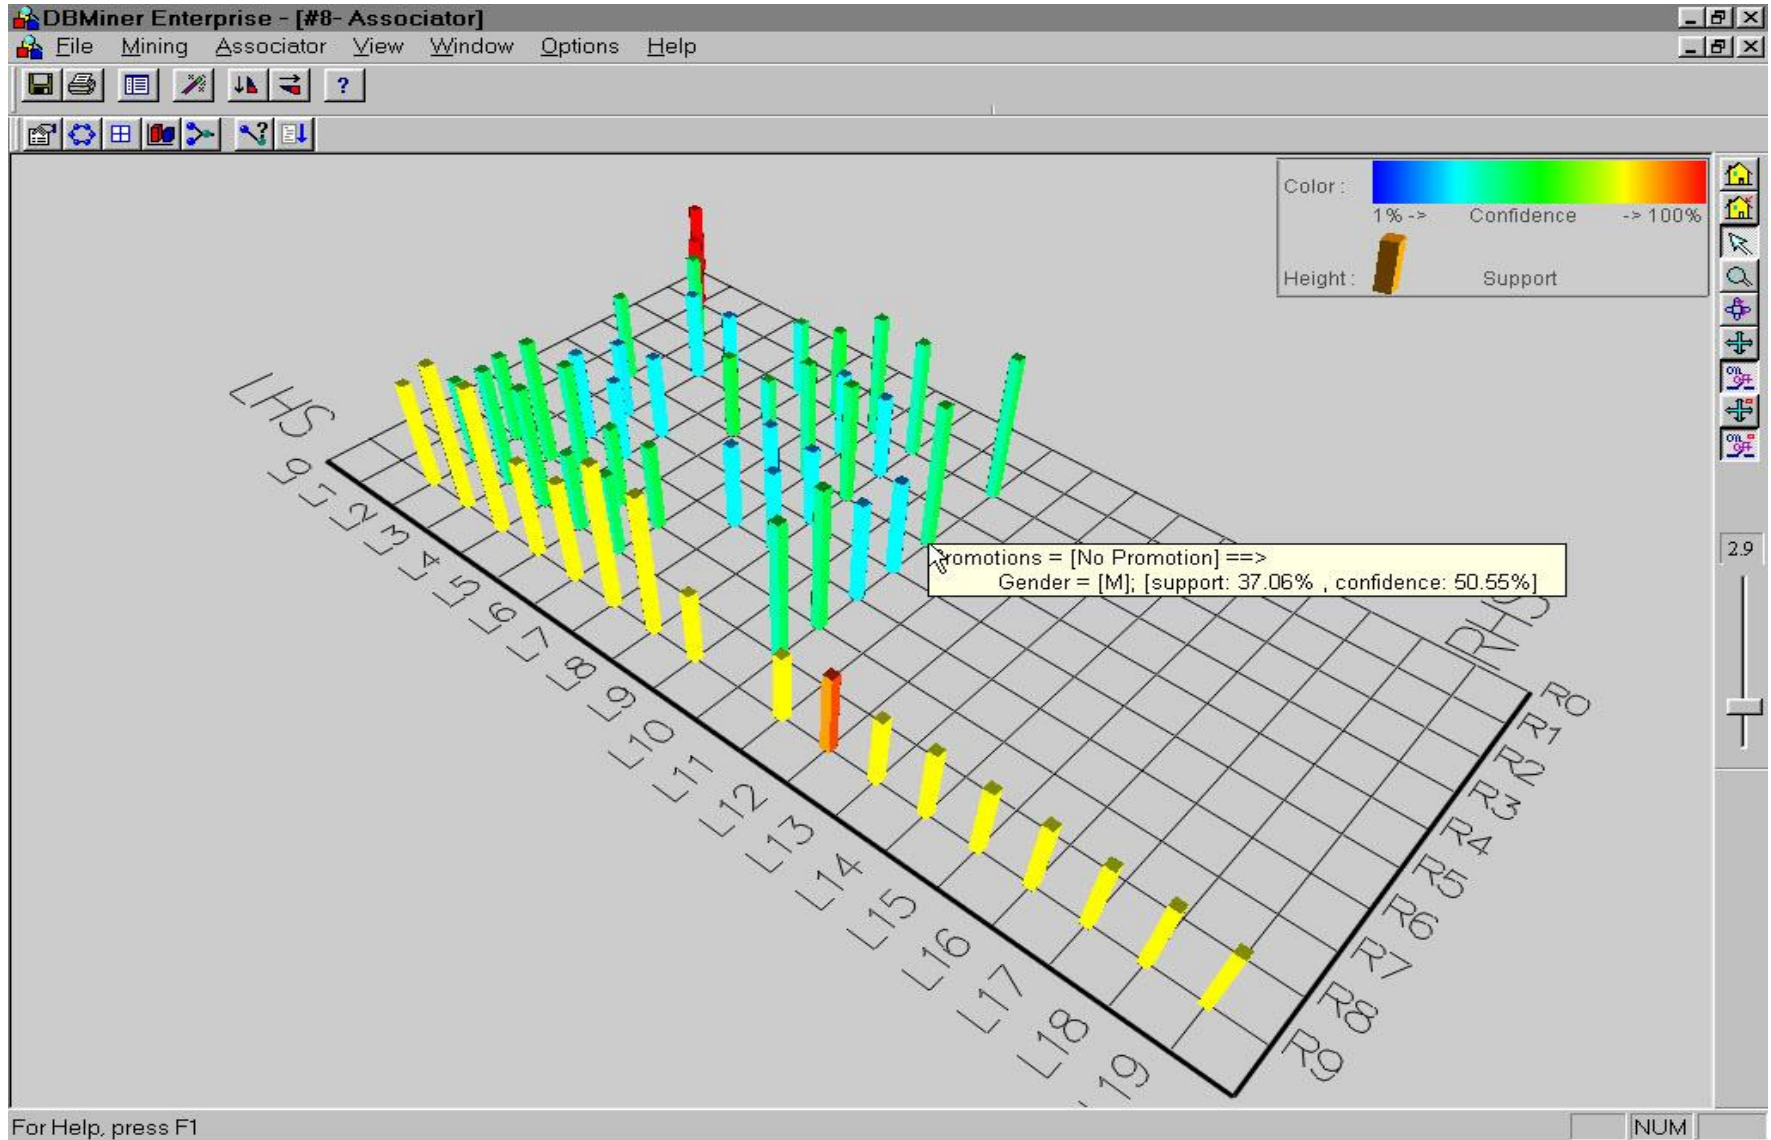 DBMiner Enterprise - [#8- Associator]
File Mining Associator View Window Options Help
Color :
1% -> Confidence -> 100%
Height : Support
2.9
LHS
L0
L1
L2
L3
L4
L5
L6
L7
L8
L9
L10
L11
L12
L13
L14
L15
L16
L17
L18
L19
romotions = [No Promotion] ==>
Gender = [M]; [support: 37.06% , confidence: 50.55%]
RHS
R0
R1
R2
R3
R4
R5
R6
R7
R8
R9
For Help, press F1
NUM